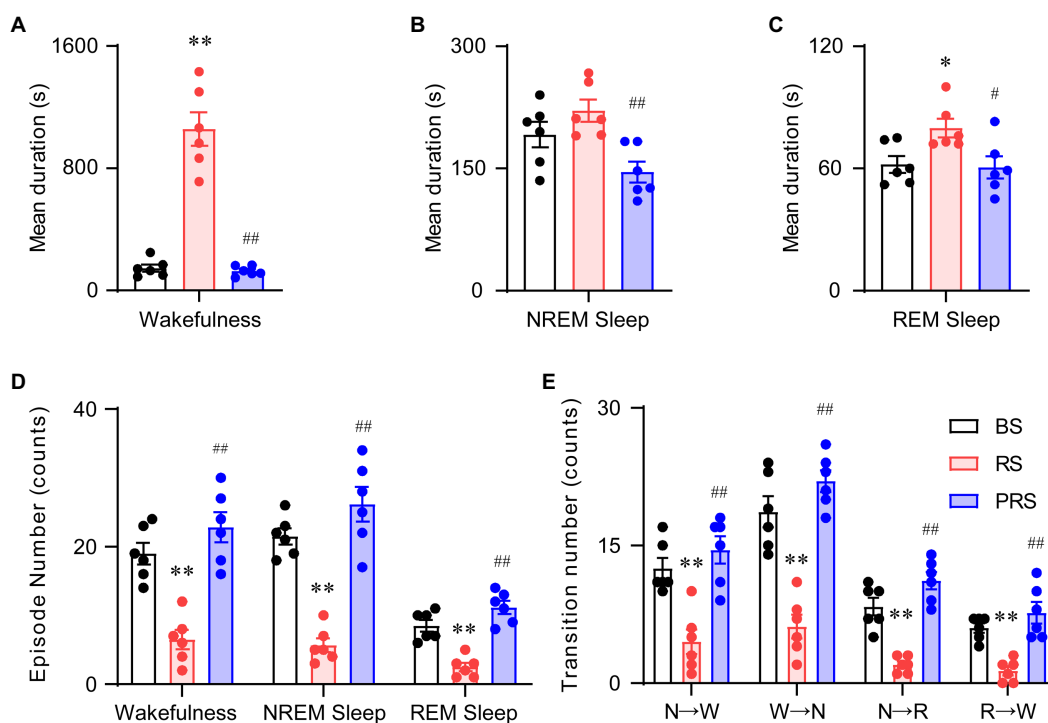 A
Mean duration (s)
1600
800
0
**
##
Wakefulness
B
Mean duration (s)
300
150
0
##
NREM Sleep
C
Mean duration (s)
120
60
0
*
#
REM Sleep
D
Episode Number (counts)
40
20
0
**
##
**
##
**
##
Wakefulness
NREM Sleep
REM Sleep
E
Transition number (counts)
30
15
0
**
##
**
##
**
##
**
##
N→W
W→N
N→R
R→W
BS
RS
PRS